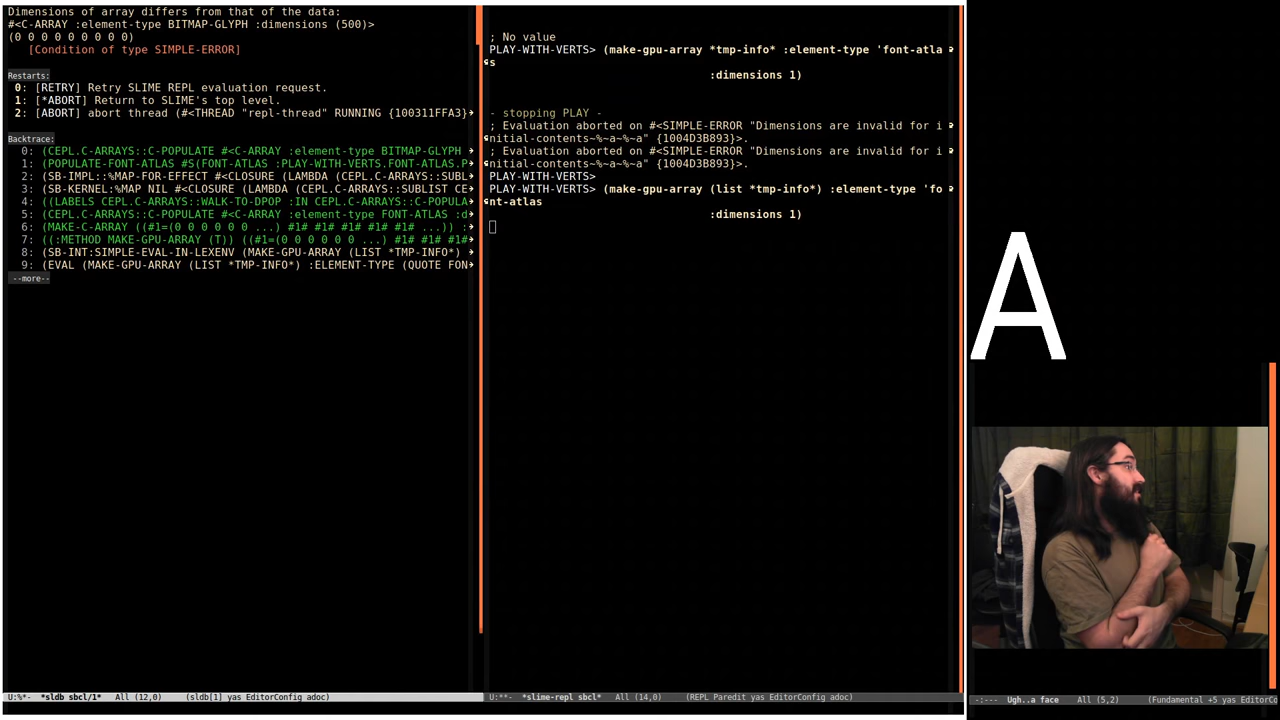 Dimensions of array differs from that of the data:
#<C-ARRAY :element-type BITMAP-GLYPH :dimensions (500)>
(0 0 0 0 0 0 0 0 0)
[Condition of type SIMPLE-ERROR]
Restarts:
0: [RETRY] Retry SLIME REPL evaluation request.
1: [*ABORT] Return to SLIME's top level.
2: [ABORT] abort thread (#<THREAD "repl-thread" RUNNING {100311FFA3}
Backtrace:
0: (CEPL.C-ARRAYS::C-POPULATE #<C-ARRAY :element-type BITMAP-GLYPH
1: (POPULATE-FONT-ATLAS #S(FONT-ATLAS :PLAY-WITH-VERTS.FONT-ATLAS.P
2: (SB-IMPL::%MAP-FOR-EFFECT #<CLOSURE (LAMBDA (CEPL.C-ARRAYS::SUBL
3: (SB-KERNEL:%MAP NIL #<CLOSURE (LAMBDA (CEPL.C-ARRAYS::SUBLIST CE
4: ((LABELS CEPL.C-ARRAYS::WALK-TO-DPOP :IN CEPL.C-ARRAYS::C-POPULA
5: (CEPL.C-ARRAYS::C-POPULATE #<C-ARRAY :element-type FONT-ATLAS :d
6: (MAKE-C-ARRAY ((#1=(0 0 0 0 0 0 ...) #1# #1# #1# #1# #1# ...)) :
7: ((:METHOD MAKE-GPU-ARRAY (T)) ((#1=(0 0 0 0 0 0 ...) #1# #1# #1#
8: (SB-INT:SIMPLE-EVAL-IN-LEXENV (MAKE-GPU-ARRAY (LIST *TMP-INFO*)
9: (EVAL (MAKE-GPU-ARRAY (LIST *TMP-INFO*) :ELEMENT-TYPE (QUOTE FON
--more--
U:%*- *sldb sbcl/1* All (12,0) (sldb[1] yas EditorConfig adoc)
; No value
PLAY-WITH-VERTS> (make-gpu-array *tmp-info* :element-type 'font-atla
s
:dimensions 1)
- stopping PLAY -
; Evaluation aborted on #<SIMPLE-ERROR "Dimensions are invalid for i
nitial-contents~%~a~%~a" {1004D3B893}>.
; Evaluation aborted on #<SIMPLE-ERROR "Dimensions are invalid for i
nitial-contents~%~a~%~a" {1004D3B893}>.
PLAY-WITH-VERTS>
PLAY-WITH-VERTS> (make-gpu-array (list *tmp-info*) :element-type 'fo
nt-atlas
:dimensions 1)
U:**- *slime-repl sbcl* All (14,0) (REPL Paredit yas EditorConfig adoc)
A
-:--- Ugh..a face All (5,2) (Fundamental +5 yas EditorCo